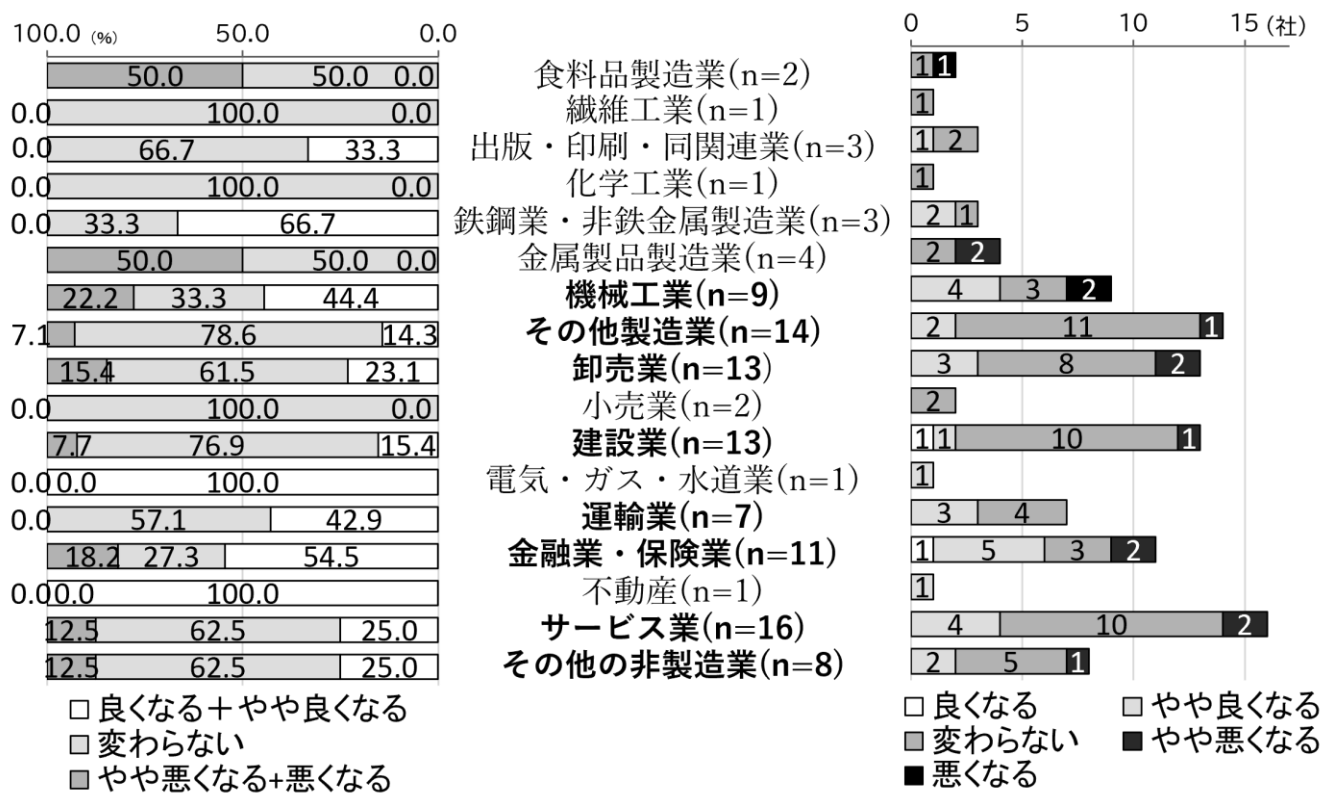 100.0 (%) 50.0 0.0 0 5 10 15 (社)
50.0 50.0 0.0 食料品製造業(n=2) 1 1
0.0 100.0 0.0 繊維工業(n=1) 1
0.0 66.7 33.3 出版・印刷・同関連業(n=3) 1 2
0.0 100.0 0.0 化学工業(n=1) 1
0.0 33.3 66.7 鉄鋼業・非鉄金属製造業(n=3) 2 1
50.0 50.0 0.0 金属製品製造業(n=4) 2 2
22.2 33.3 44.4 機械工業(n=9) 4 3 2
7.1 78.6 14.3 その他製造業(n=14) 2 11 1
15.4 61.5 23.1 卸売業(n=13) 3 8 2
0.0 100.0 0.0 小売業(n=2) 2
7.7 76.9 15.4 建設業(n=13) 1 1 10 1
0.0 0.0 100.0 電気・ガス・水道業(n=1) 1
0.0 57.1 42.9 運輸業(n=7) 3 4
18.2 27.3 54.5 金融業・保険業(n=11) 1 5 3 2
0.0 0.0 100.0 不動産(n=1) 1
12.5 62.5 25.0 サービス業(n=16) 4 10 2
12.5 62.5 25.0 その他の非製造業(n=8) 2 5 1
良くなる＋やや良くなる
変わらない
やや悪くなる+悪くなる
良くなる やや良くなる
変わらない やや悪くなる
悪くなる